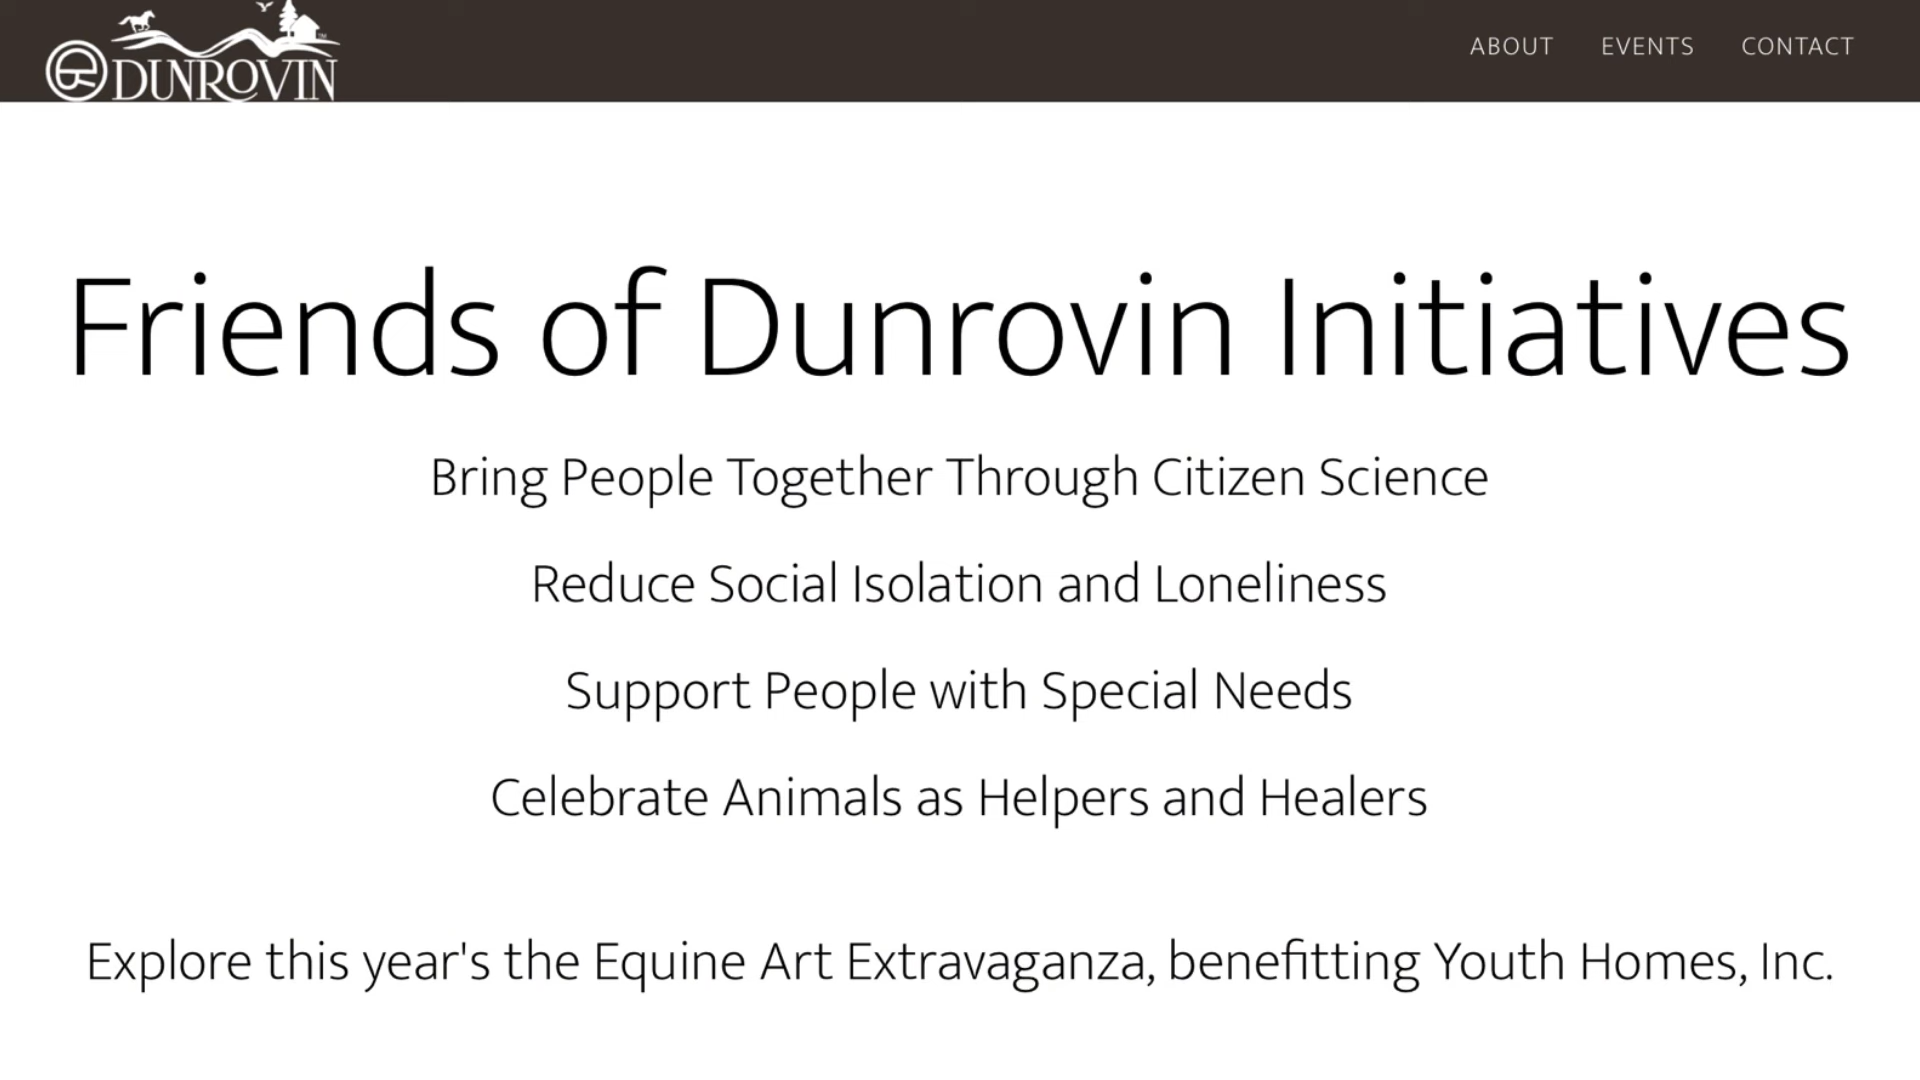 DUNROVIN
ABOUT EVENTS CONTACT
Friends of Dunrovin Initiatives
Bring People Together Through Citizen Science
Reduce Social Isolation and Loneliness
Support People with Special Needs
Celebrate Animals as Helpers and Healers
Explore this year's the Equine Art Extravaganza, benefitting Youth Homes, Inc.